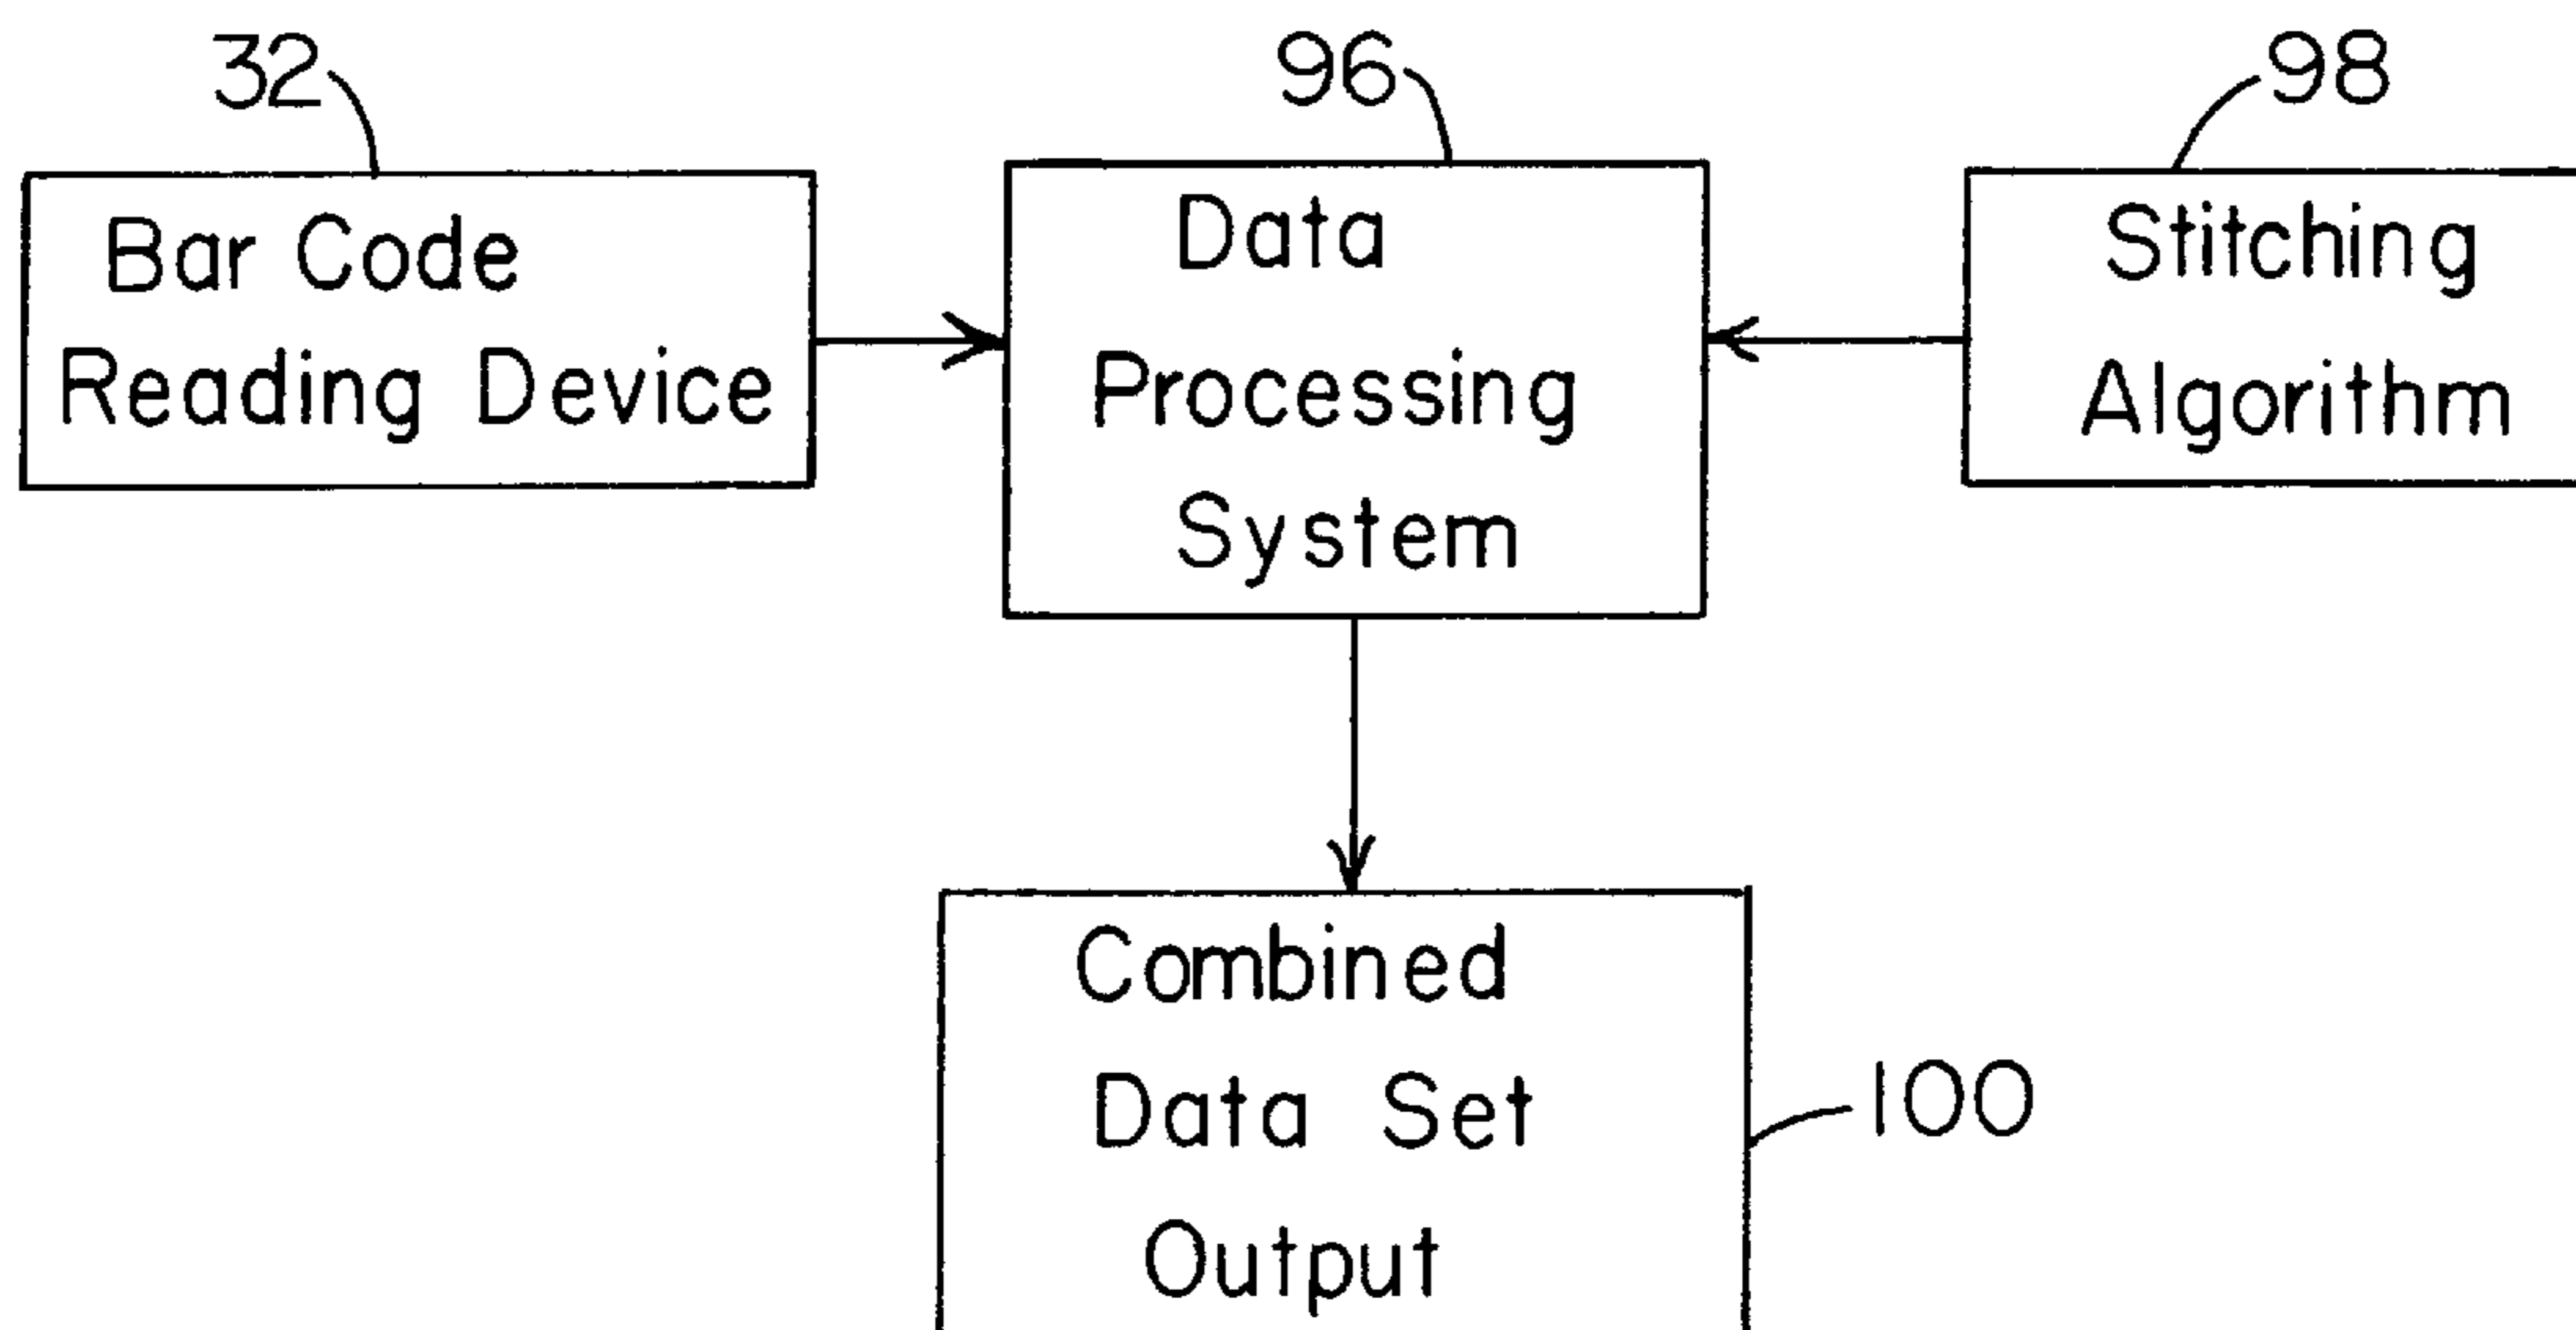 32
96
98
Bar Code
Reading Device
Data
Processing
System
Stitching
Algorithm
Combined
Data Set
Output
100